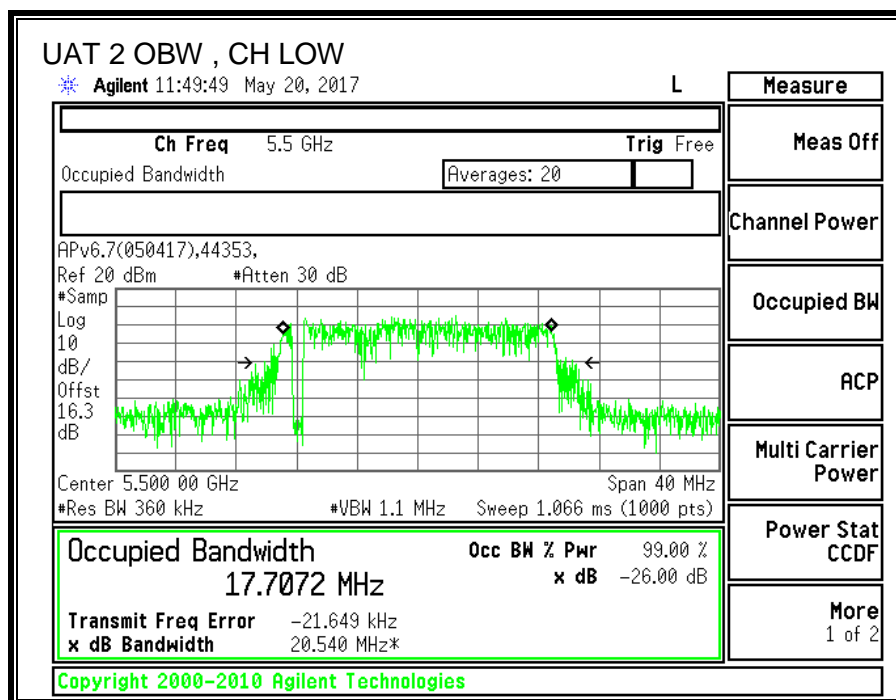 UAT 2 OBW , CH LOW
Agilent 11:49:49 May 20, 2017 L
Measure
Ch Freq 5.5 GHz Trig Free
Meas Off
Occupied Bandwidth Averages: 20
Channel Power
APv6.7(050417),44353,
Ref 20 dBm #Atten 30 dB
#Samp
Log
10
dB/
Offst
16.3
dB
Occupied BW
ACP
Center 5.500 00 GHz Span 40 MHz
#Res BW 360 kHz #VBW 1.1 MHz Sweep 1.066 ms (1000 pts)
Multi Carrier
Power
Occupied Bandwidth Occ BW % Pwr 99.00 %
17.7072 MHz x dB -26.00 dB
Transmit Freq Error -21.649 kHz
x dB Bandwidth 20.540 MHz*
Power Stat
CCDF
More
1 of 2
Copyright 2000-2010 Agilent Technologies